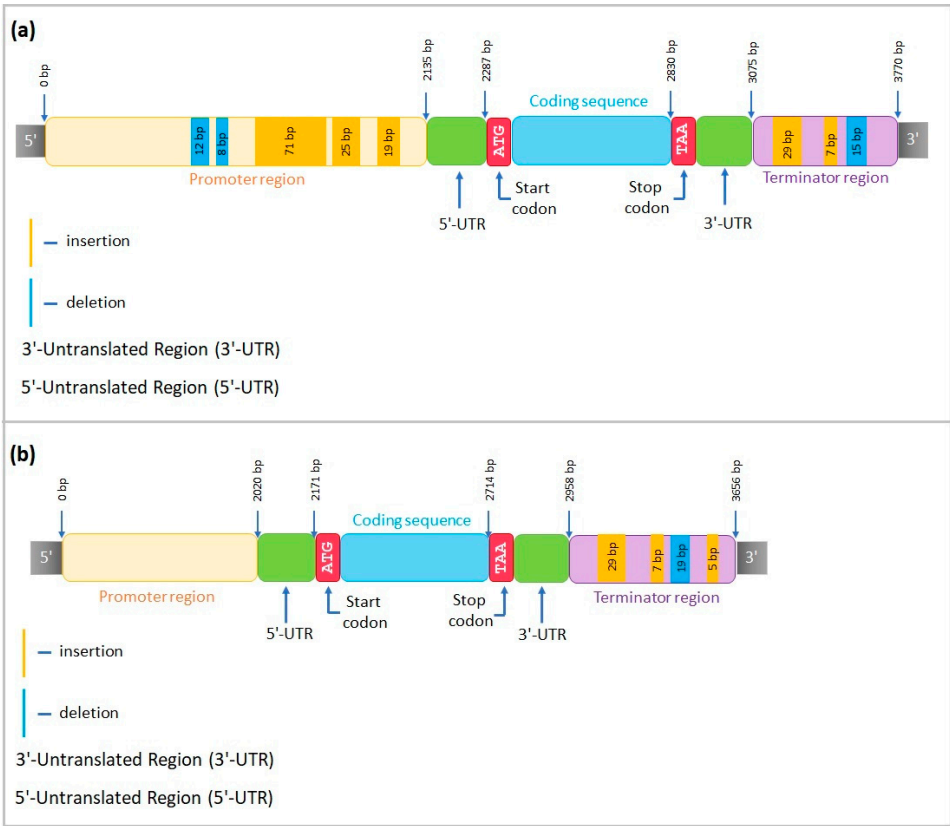 (a)
0 bp
2135 bp
2287 bp
2830 bp
3075 bp
3770 bp
Coding sequence
5'
12 bp
8 bp
71 bp
25 bp
19 bp
ATG
TAA
29 bp
7 bp
15 bp
3'
Promoter region
Start
codon
Stop
codon
Terminator region
5'-UTR
3'-UTR
insertion
deletion
3'-Untranslated Region (3'-UTR)
5'-Untranslated Region (5'-UTR)
(b)
0 bp
2020 bp
2171 bp
2714 bp
2958 bp
3656 bp
Coding sequence
5'
ATG
TAA
29 bp
7 bp
19 bp
5 bp
3'
Promoter region
Start
codon
Stop
codon
Terminator region
5'-UTR
3'-UTR
insertion
deletion
3'-Untranslated Region (3'-UTR)
5'-Untranslated Region (5'-UTR)